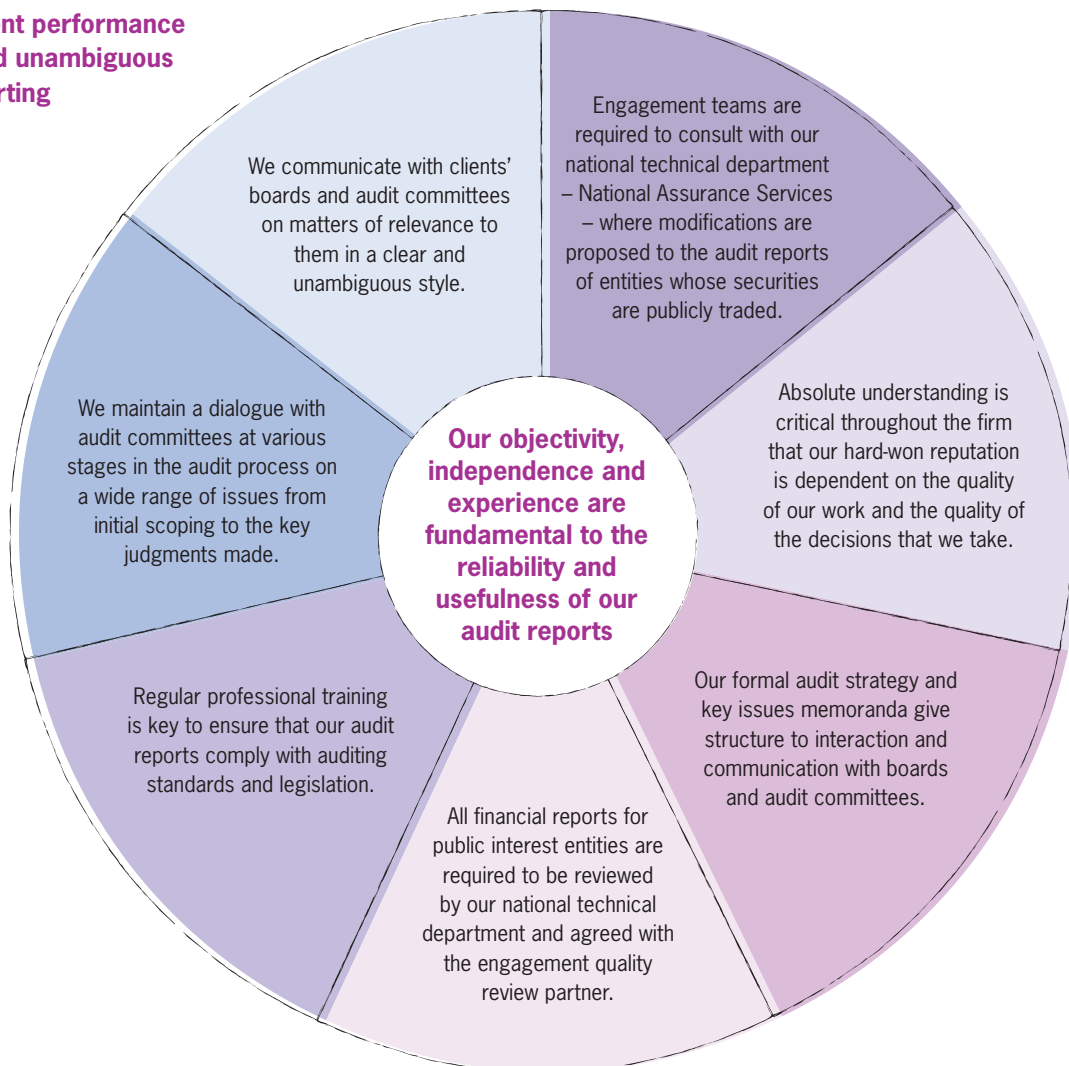 ent performance
d unambiguous
rting
We communicate with clients'
boards and audit committees
on matters of relevance to
them in a clear and
unambiguous style.
Engagement teams are
required to consult with our
national technical department
– National Assurance Services
– where modifications are
proposed to the audit reports
of entities whose securities
are publicly traded.
Absolute understanding is
critical throughout the firm
that our hard-won reputation
is dependent on the quality
of our work and the quality of
the decisions that we take.
Our formal audit strategy and
key issues memoranda give
structure to interaction and
communication with boards
and audit committees.
All financial reports for
public interest entities are
required to be reviewed
by our national technical
department and agreed with
the engagement quality
review partner.
Regular professional training
is key to ensure that our audit
reports comply with auditing
standards and legislation.
We maintain a dialogue with
audit committees at various
stages in the audit process on
a wide range of issues from
initial scoping to the key
judgments made.
Our objectivity,
independence and
experience are
fundamental to the
reliability and
usefulness of our
audit reports